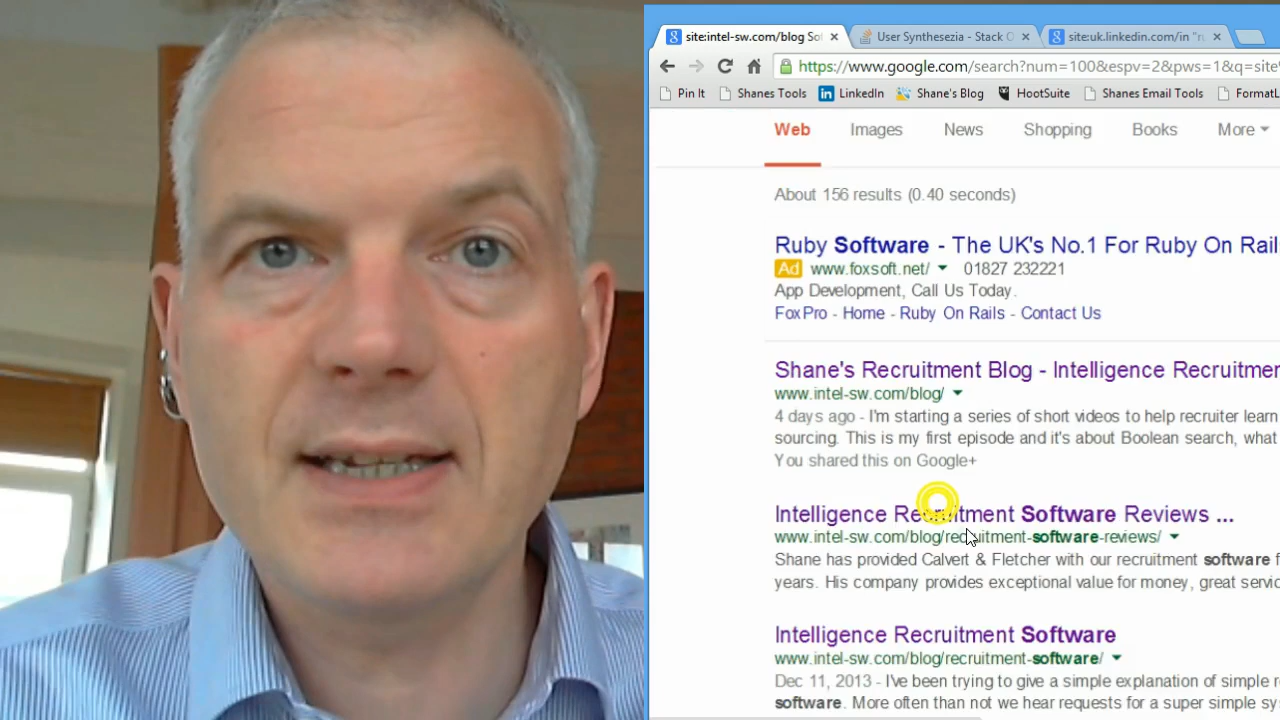 site:intel-sw.com/blog So
User Synthesezia - Stack O
site:uk.linkedin.com/in "ru
https://www.google.com/search?num=100&espv=2&pws=1&q=site
Pin It Shanes Tools LinkedIn Shane's Blog HootSuite Shanes Email Tools FormatL
Web Images News Shopping Books More
About 156 results (0.40 seconds)
Ruby Software - The UK's No.1 For Ruby On Rail
Ad www.foxsoft.net/ 01827 232221
App Development, Call Us Today.
FoxPro - Home - Ruby On Rails - Contact Us
Shane's Recruitment Blog - Intelligence Recruitmen
www.intel-sw.com/blog/
4 days ago - I'm starting a series of short videos to help recruiter learn
sourcing. This is my first episode and it's about Boolean search, what
You shared this on Google+
Intelligence Recruitment Software Reviews ...
www.intel-sw.com/blog/recruitment-software-reviews/
Shane has provided Calvert & Fletcher with our recruitment software f
years. His company provides exceptional value for money, great servic
Intelligence Recruitment Software
www.intel-sw.com/blog/recruitment-software/
Dec 11, 2013 - I've been trying to give a simple explanation of simple r
software. More often than not we hear requests for a super simple sy